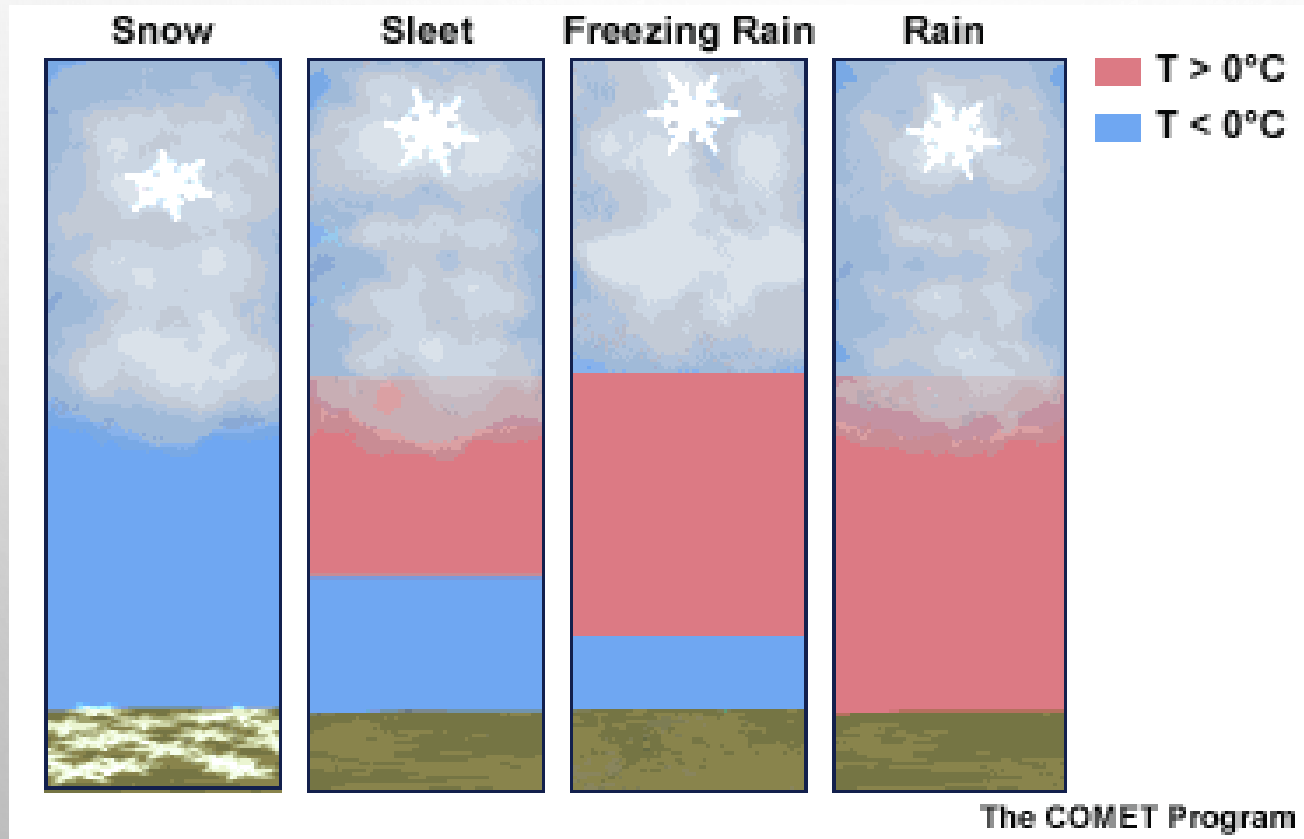 Snow
Sleet
Freezing Rain
Rain
T > 0°C
T < 0°C
The COMET Program